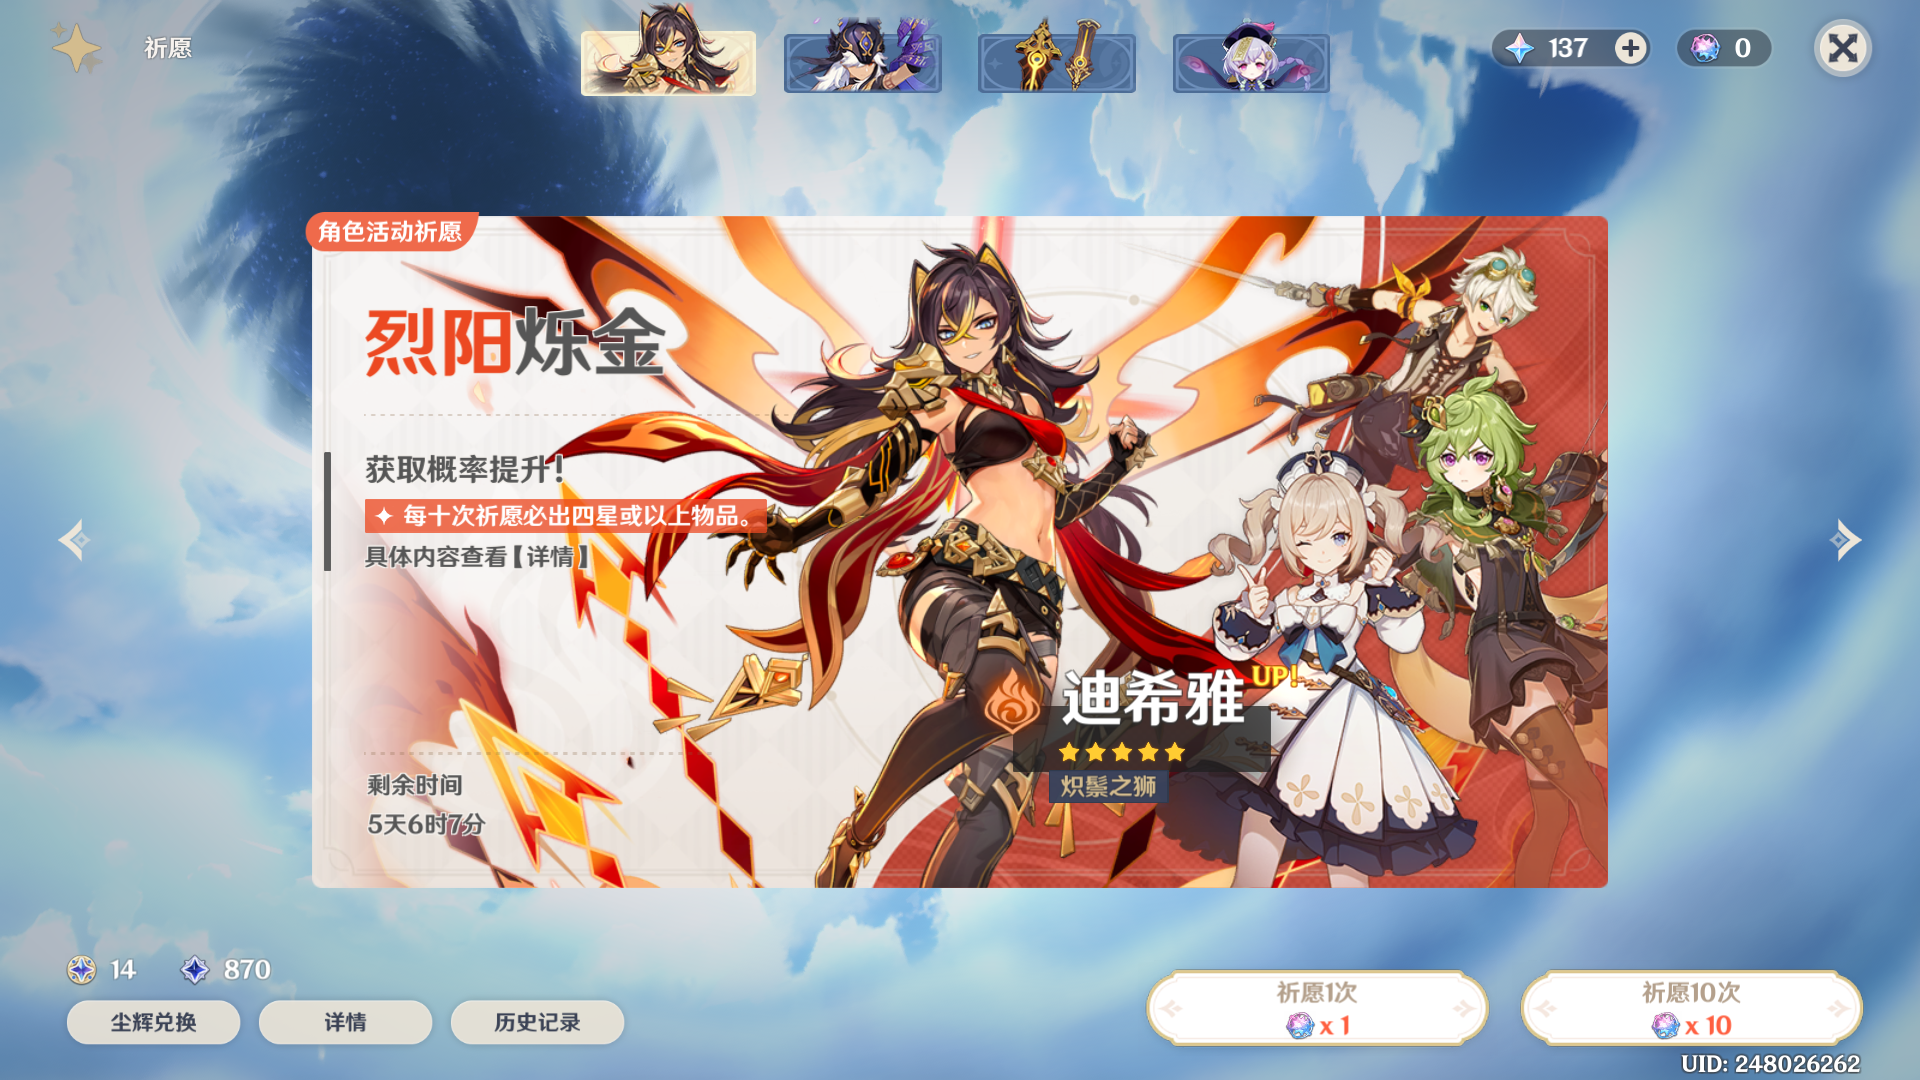 祈愿
137
0
角色活动祈愿
烈阳烁金
获取概率提升!
每十次祈愿必出四星或以上物品。
具体内容查看【详情】
迪希雅
UP!
炽鬃之狮
剩余时间
5天6时7分
14
870
尘辉兑换
详情
历史记录
祈愿1次
x 1
祈愿10次
x 10
UID: 248026262